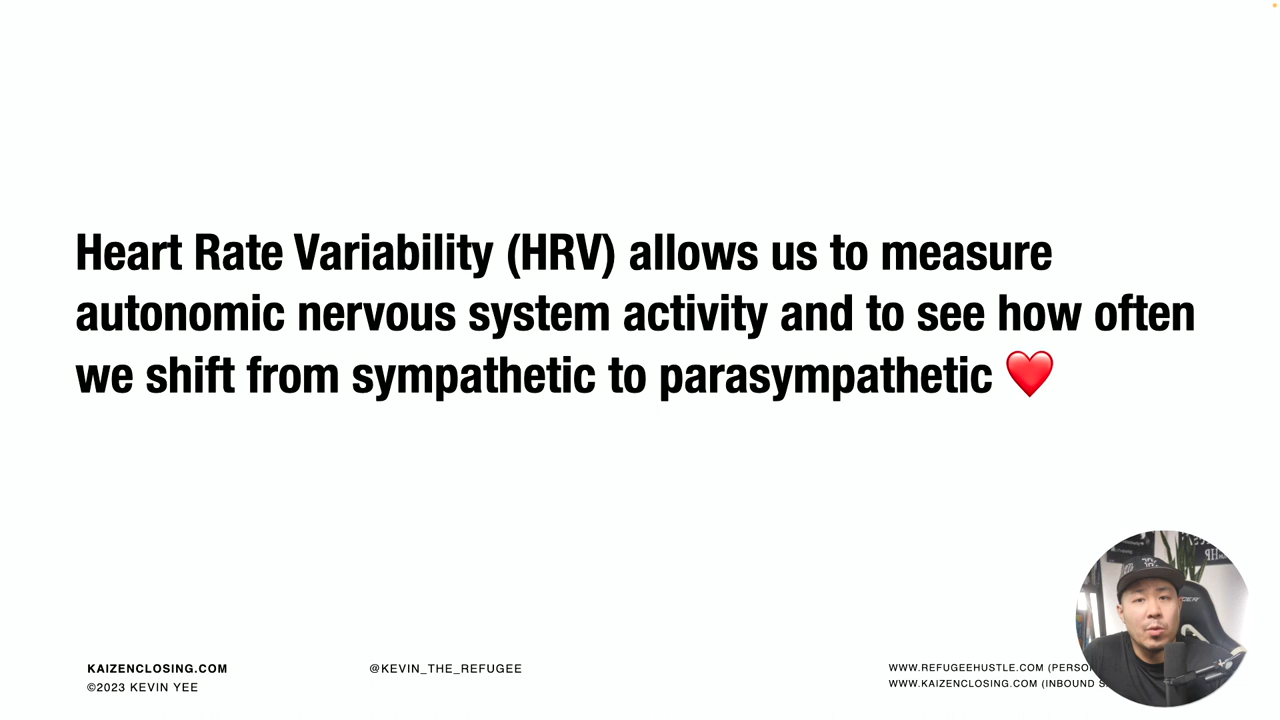 Heart Rate Variability (HRV) allows us to measure
autonomic nervous system activity and to see how often
we shift from sympathetic to parasympathetic ❤️
KAIZENCLOSING.COM
©2023 KEVIN YEE
@KEVIN_THE_REFUGEE
WWW.REFUGEEHUSTLE.COM
WWW.KAIZENCLOSING.COM (INBOUND